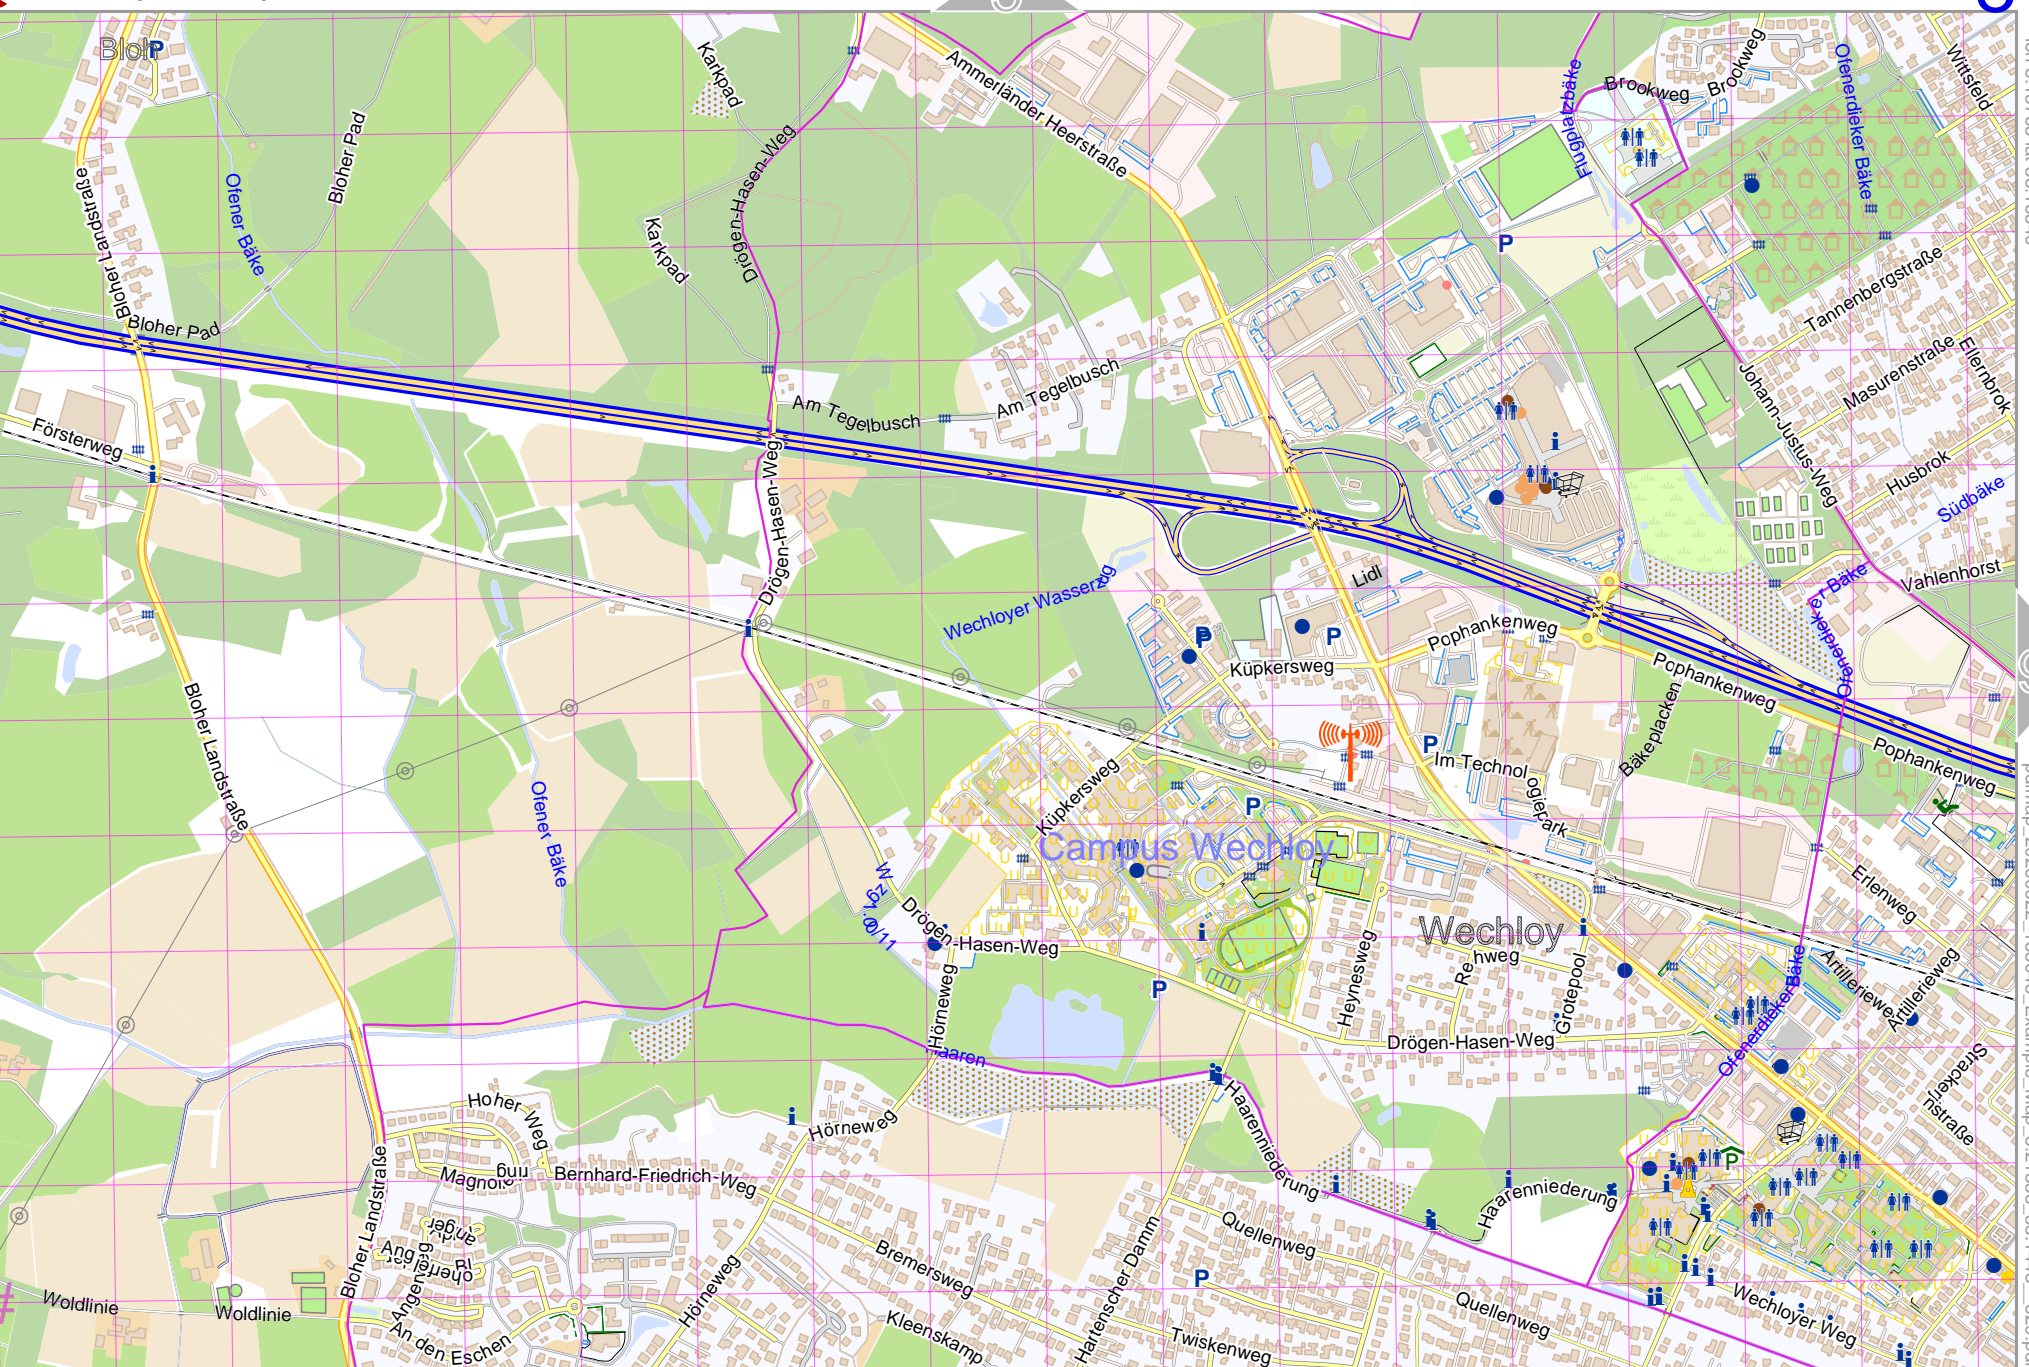 Bloh
P
Karkpad
Ammerländer Heerstraße
Flugplatzbäke
Brookweg
Brookweg
Ofenerdieker Bäke
Wittsfeld
Bloher Landstraße
Ofener Bäke
Bloher Pad
Drögen-Hasen-Weg
Karkpad
P
Tannenbergstraße
Bloher Pad
Am Tegelbusch
Am Tegelbusch
Johann-Justus-Weg
Masurenstraße
Ellernbrok
Försterweg
Husbrok
Südbäke
Drögen-Hasen-Weg
Wechloyer Wasserzug
Lidl
Vahlenhorst
P
P
Küpkersweg
Pophankenweg
Pophankenweg
Bloher Landstraße
P
Im Technologiepark
Bäkeplacken
Pophankenweg
Ofener Bäke
Küpkersweg
P
Campus Wechloy
Drögen-Hasen-Weg
Wechloy
Erlenweg
Heynesweg
Rehweg
Grotepool
Ofenerdieker Bäke
Artillerieweg
Artillerieweg
P
Hörneweg
Haaren
Drögen-Hasen-Weg
Hoher Weg
Hörneweg
Haarenniederung
Haarenniederung
Bernhard-Friedrich-Weg
P
Bloher Landstraße
Quellenweg
Bremersweg
Hartenscher Damm
P
Hörneweg
Woldlinie
Woldlinie
An den Eschen
Kleenskamp
Twiskenweg
Quellenweg
Wechloyer Weg